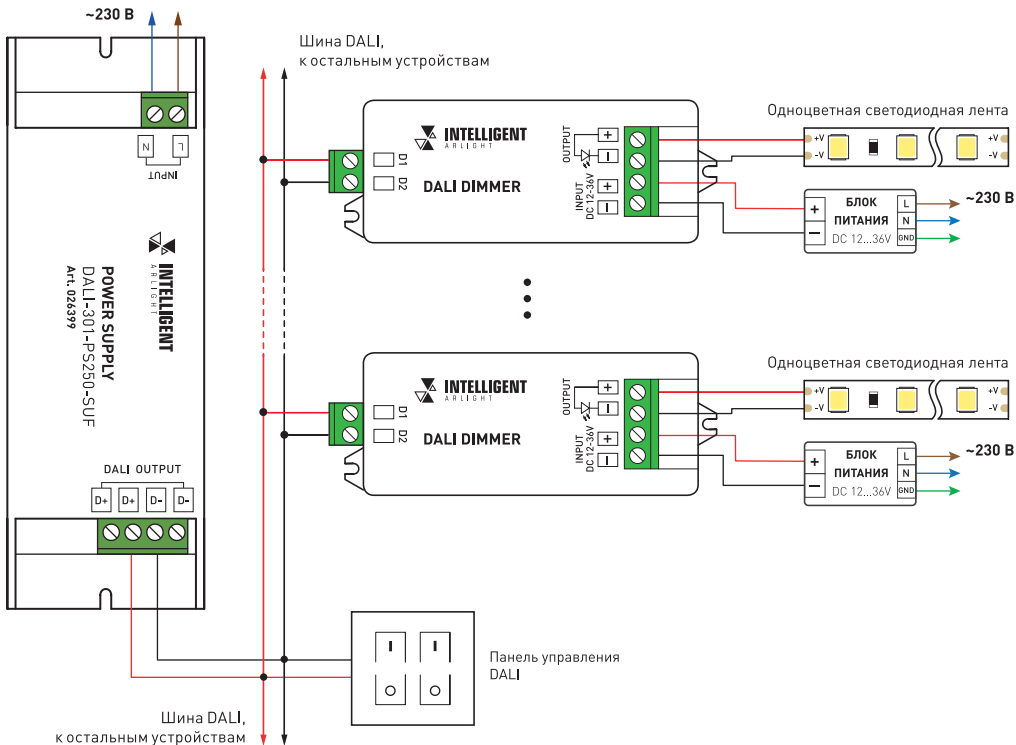 ~230 В
N
L
INPUT
INTELLIGENT
ARLIGHT
POWER SUPPLY
DALI-301-PS250-SUF
Art. 026399
DALI OUTPUT
D+
D+
D-
D-
Шина DALI,
к остальным устройствам
INTELLIGENT
ARLIGHT
DALI DIMMER
D1
D2
OUTPUT
+
−
INPUT
DC 12-36V
+
−
Одноцветная светодиодная лента
+V
-V
+V
-V
+
−
БЛОК
ПИТАНИЯ
DC 12...36V
L
N
GND
~230 В
INTELLIGENT
ARLIGHT
DALI DIMMER
D1
D2
OUTPUT
+
−
INPUT
DC 12-36V
+
−
Одноцветная светодиодная лента
+V
-V
+V
-V
+
−
БЛОК
ПИТАНИЯ
DC 12...36V
L
N
GND
~230 В
I
I
O
O
Панель управления
DALI
Шина DALI,
к остальным устройствам